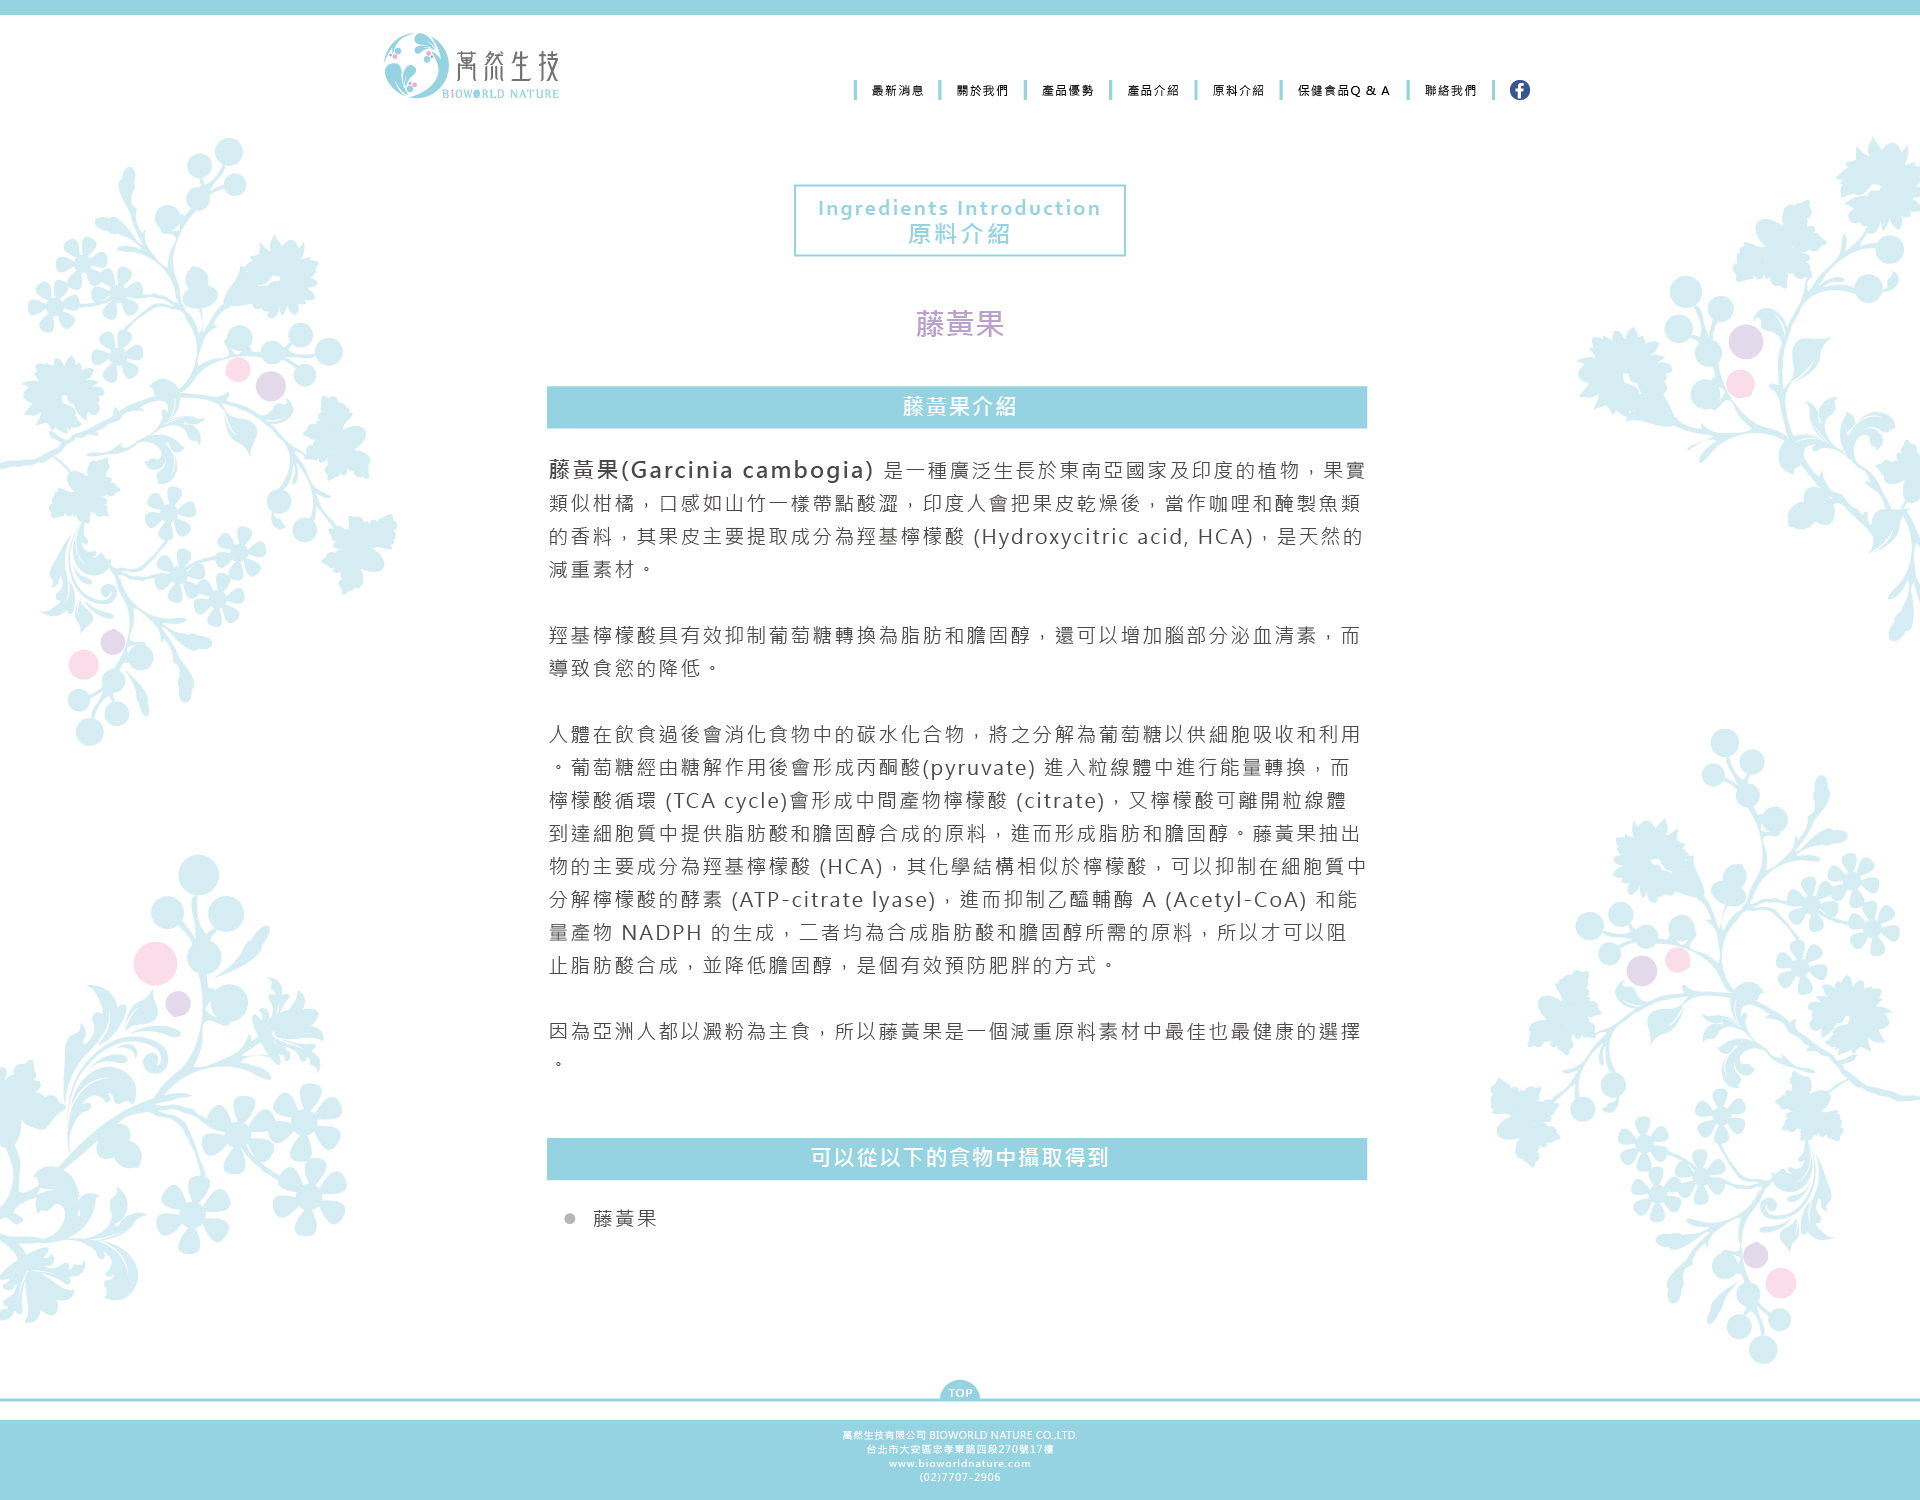 萬然生技
BIOWORLD NATURE
最新消息 關於我們 產品優勢 產品介紹 原料介紹 保健食品Q & A 聯絡我們
Ingredients Introduction
原料介紹
藤黃果
藤黃果介紹
藤黃果(Garcinia cambogia) 是一種廣泛生長於東南亞國家及印度的植物，果實
類似柑橘，口感如山竹一樣帶點酸澀，印度人會把果皮乾燥後，當作咖哩和醃製魚類
的香料，其果皮主要提取成分為羥基檸檬酸 (Hydroxycitric acid, HCA)，是天然的
減重素材。
羥基檸檬酸具有效抑制葡萄糖轉換為脂肪和膽固醇，還可以增加腦部分泌血清素，而
導致食慾的降低。
人體在飲食過後會消化食物中的碳水化合物，將之分解為葡萄糖以供細胞吸收和利用
。葡萄糖經由糖解作用後會形成丙酮酸(pyruvate) 進入粒線體中進行能量轉換，而
檸檬酸循環 (TCA cycle)會形成中間產物檸檬酸 (citrate)，又檸檬酸可離開粒線體
到達細胞質中提供脂肪酸和膽固醇合成的原料，進而形成脂肪和膽固醇。藤黃果抽出
物的主要成分為羥基檸檬酸 (HCA)，其化學結構相似於檸檬酸，可以抑制在細胞質中
分解檸檬酸的酵素 (ATP-citrate lyase)，進而抑制乙醯輔酶 A (Acetyl-CoA) 和能
量產物 NADPH 的生成，二者均為合成脂肪酸和膽固醇所需的原料，所以才可以阻
止脂肪酸合成，並降低膽固醇，是個有效預防肥胖的方式。
因為亞洲人都以澱粉為主食，所以藤黃果是一個減重原料素材中最佳也最健康的選擇
。
可以從以下的食物中攝取得到
藤黃果
TOP
萬然生技有限公司 BIOWORLD NATURE CO.,LTD.
台北市大安區忠孝東路四段270號17樓
www.bioworldnature.com
(02)7707-2906